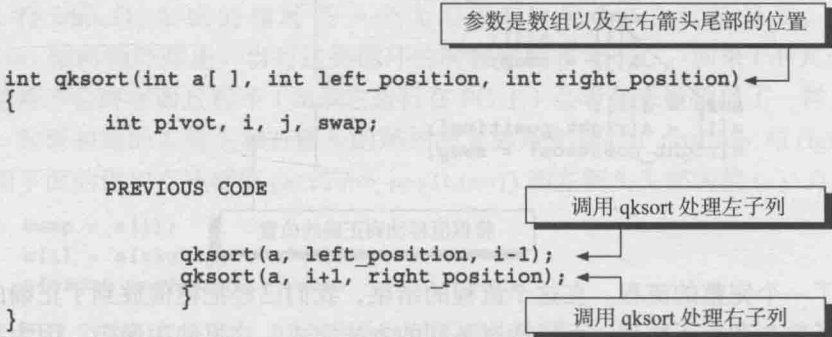 参数是数组以及左右箭头尾部的位置
int qksort(int a[ ], int left_position, int right_position)
{
int pivot, i, j, swap;
PREVIOUS CODE
调用 qksort 处理左子列
qksort(a, left_position, i-1);
qksort(a, i+1, right_position);
}
调用 qksort 处理右子列
}